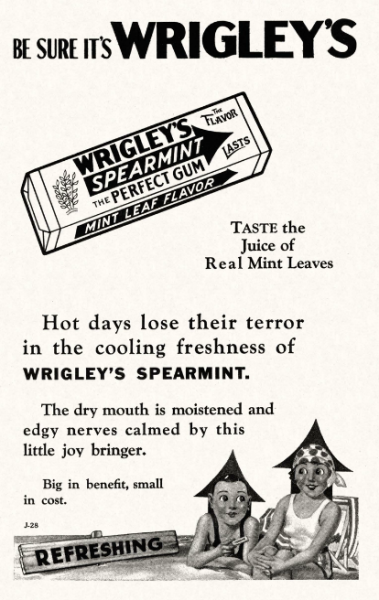 BE SURE IT'S WRIGLEY'S
WRIGLEY'S
SPEARMINT
THE PERFECT GUM
MINT LEAF FLAVOR
THE
FLAVOR
LASTS
TASTE the
Juice of
Real Mint Leaves
Hot days lose their terror
in the cooling freshness of
WRIGLEY'S SPEARMINT.
The dry mouth is moistened and
edgy nerves calmed by this
little joy bringer.
Big in benefit, small
in cost.
J-28
REFRESHING